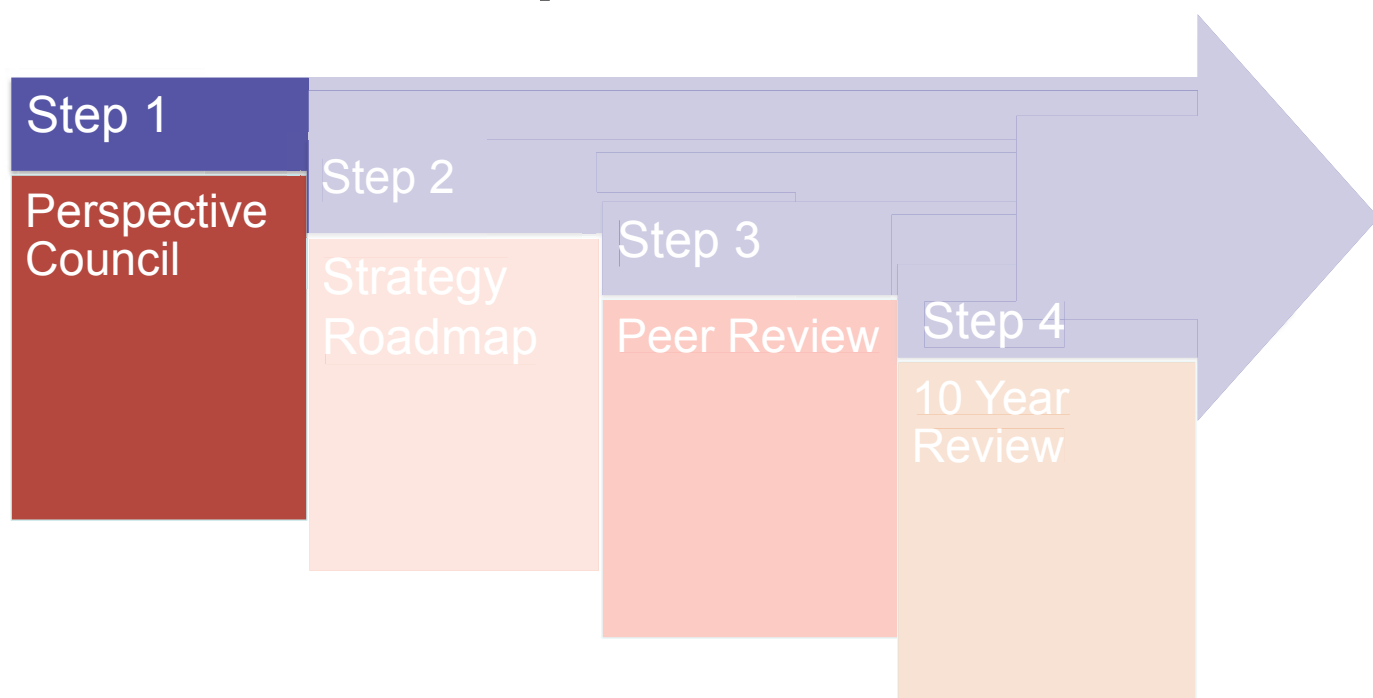 Step 1
Perspective
Council
Step 2
Strategy
Roadmap
Step 3
Peer Review
Step 4
10 Year
Review